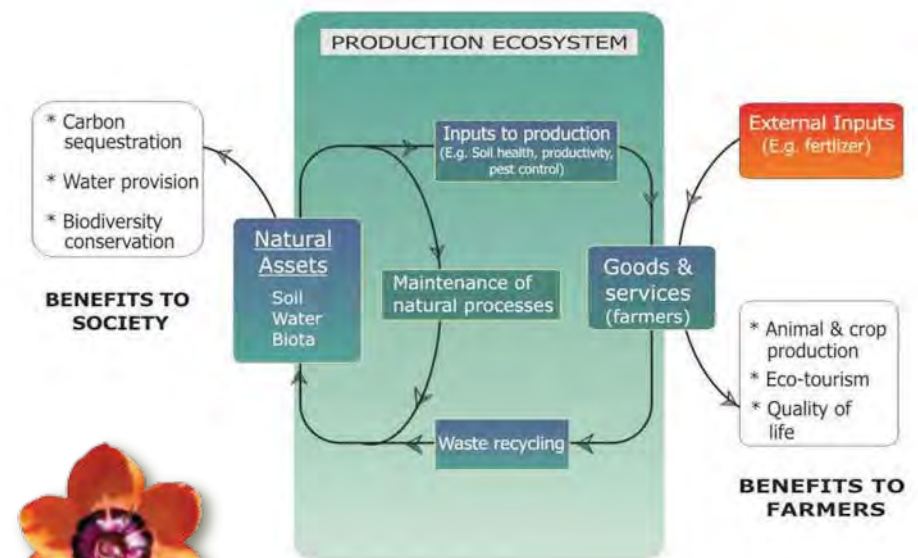 PRODUCTION ECOSYSTEM
* Carbon
sequestration
* Water provision
* Biodiversity
conservation
BENEFITS TO
SOCIETY
Natural
Assets
Soil
Water
Biota
Inputs to production
(E.g. Soil health, productivity,
pest control)
Maintenance of
natural processes
Waste recycling
External Inputs
(E.g. fertlizer)
Goods &
services
(farmers)
* Animal & crop
production
* Eco-tourism
* Quality of
life
BENEFITS TO
FARMERS